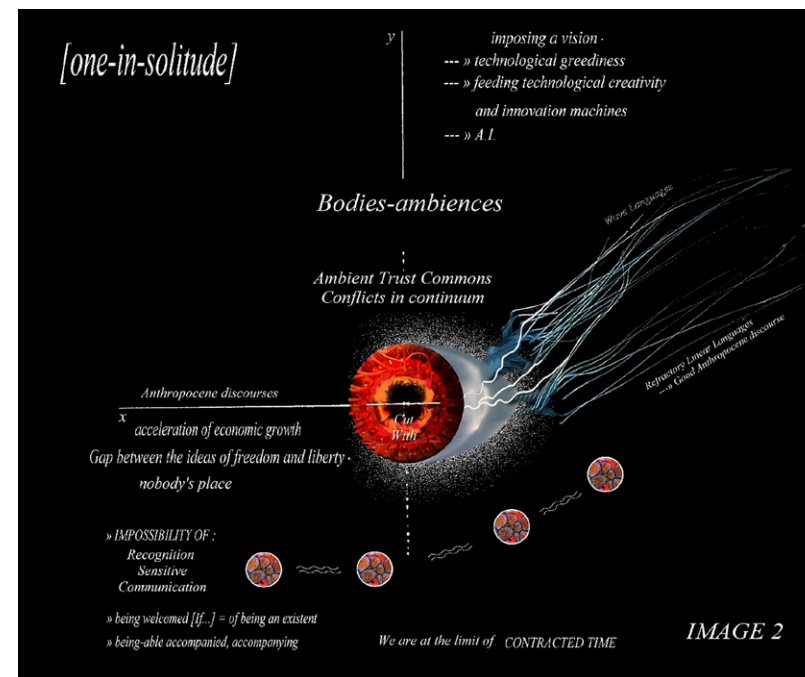 [one-in-solitude]
y
imposing a vision ·
--- » technological greediness
--- » feeding technological creativity
and innovation machines
--- » A.I.
Bodies-ambiences
Wave Languages
Ambient Trust Commons
Conflicts in continuum
Refractory Linear Languages
---» Good Anthropocene discourse
Anthropocene discourses
x
Cut
With
acceleration of economic growth
Gap between the ideas of freedom and liberty ·
nobody's place
» IMPOSSIBILITY OF :
Recognition
Sensitive
Communication
» being welcomed [If...] = of being an existent
» being-able accompanied, accompanying
We are at the limit of CONTRACTED TIME
IMAGE 2